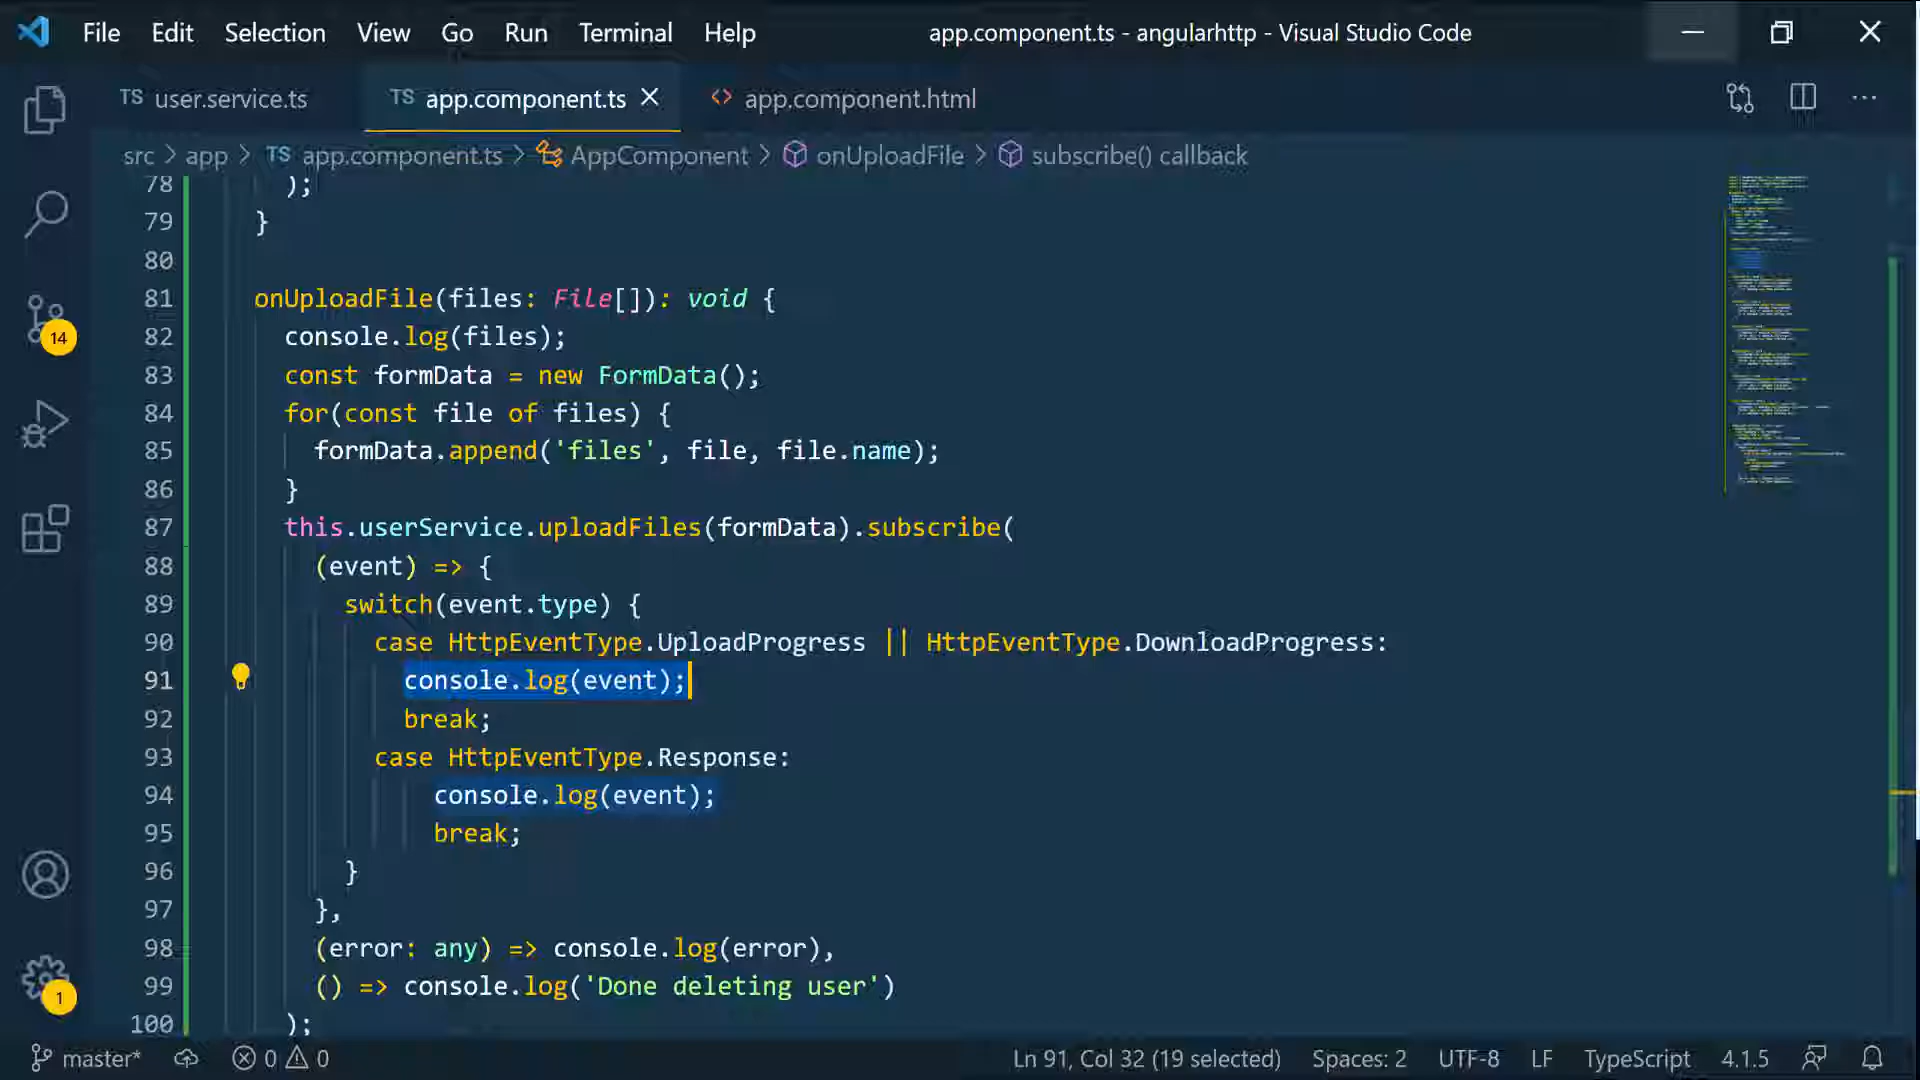 File Edit Selection View Go Run Terminal Help app.component.ts - angularhttp - Visual Studio Code
TS user.service.ts TS app.component.ts <> app.component.html
src > app > TS app.component.ts > AppComponent > onUploadFile > subscribe() callback
78 );
79 }
80
81 onUploadFile(files: File[]): void {
82 console.log(files);
83 const formData = new FormData();
84 for(const file of files) {
85 formData.append('files', file, file.name);
86 }
87 this.userService.uploadFiles(formData).subscribe(
88 (event) => {
89 switch(event.type) {
90 case HttpEventType.UploadProgress || HttpEventType.DownloadProgress:
91 console.log(event);
92 break;
93 case HttpEventType.Response:
94 console.log(event);
95 break;
96 }
97 },
98 (error: any) => console.log(error),
99 () => console.log('Done deleting user')
100 );
14
1
master* 0 0 Ln 91, Col 32 (19 selected) Spaces: 2 UTF-8 LF TypeScript 4.1.5